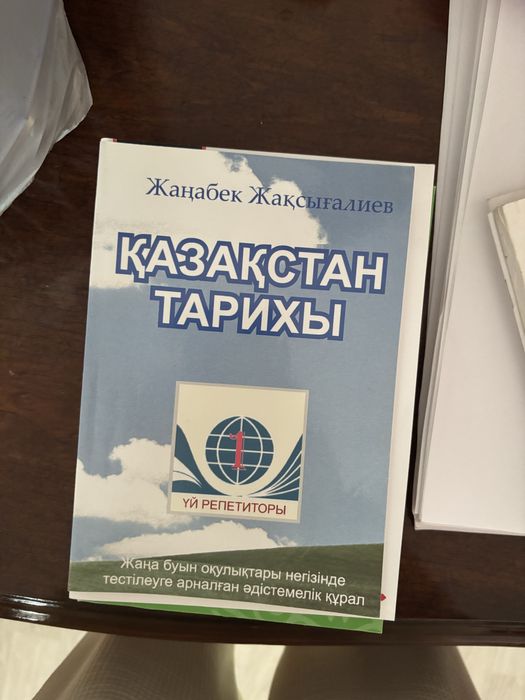 Жаңабек Жақсығалиев
ҚАЗАҚСТАН
ТАРИХЫ
1
ҮЙ РЕПЕТИТОРЫ
Жаңа буын оқулықтары негізінде
тестілеуге арналған әдістемелік құрал